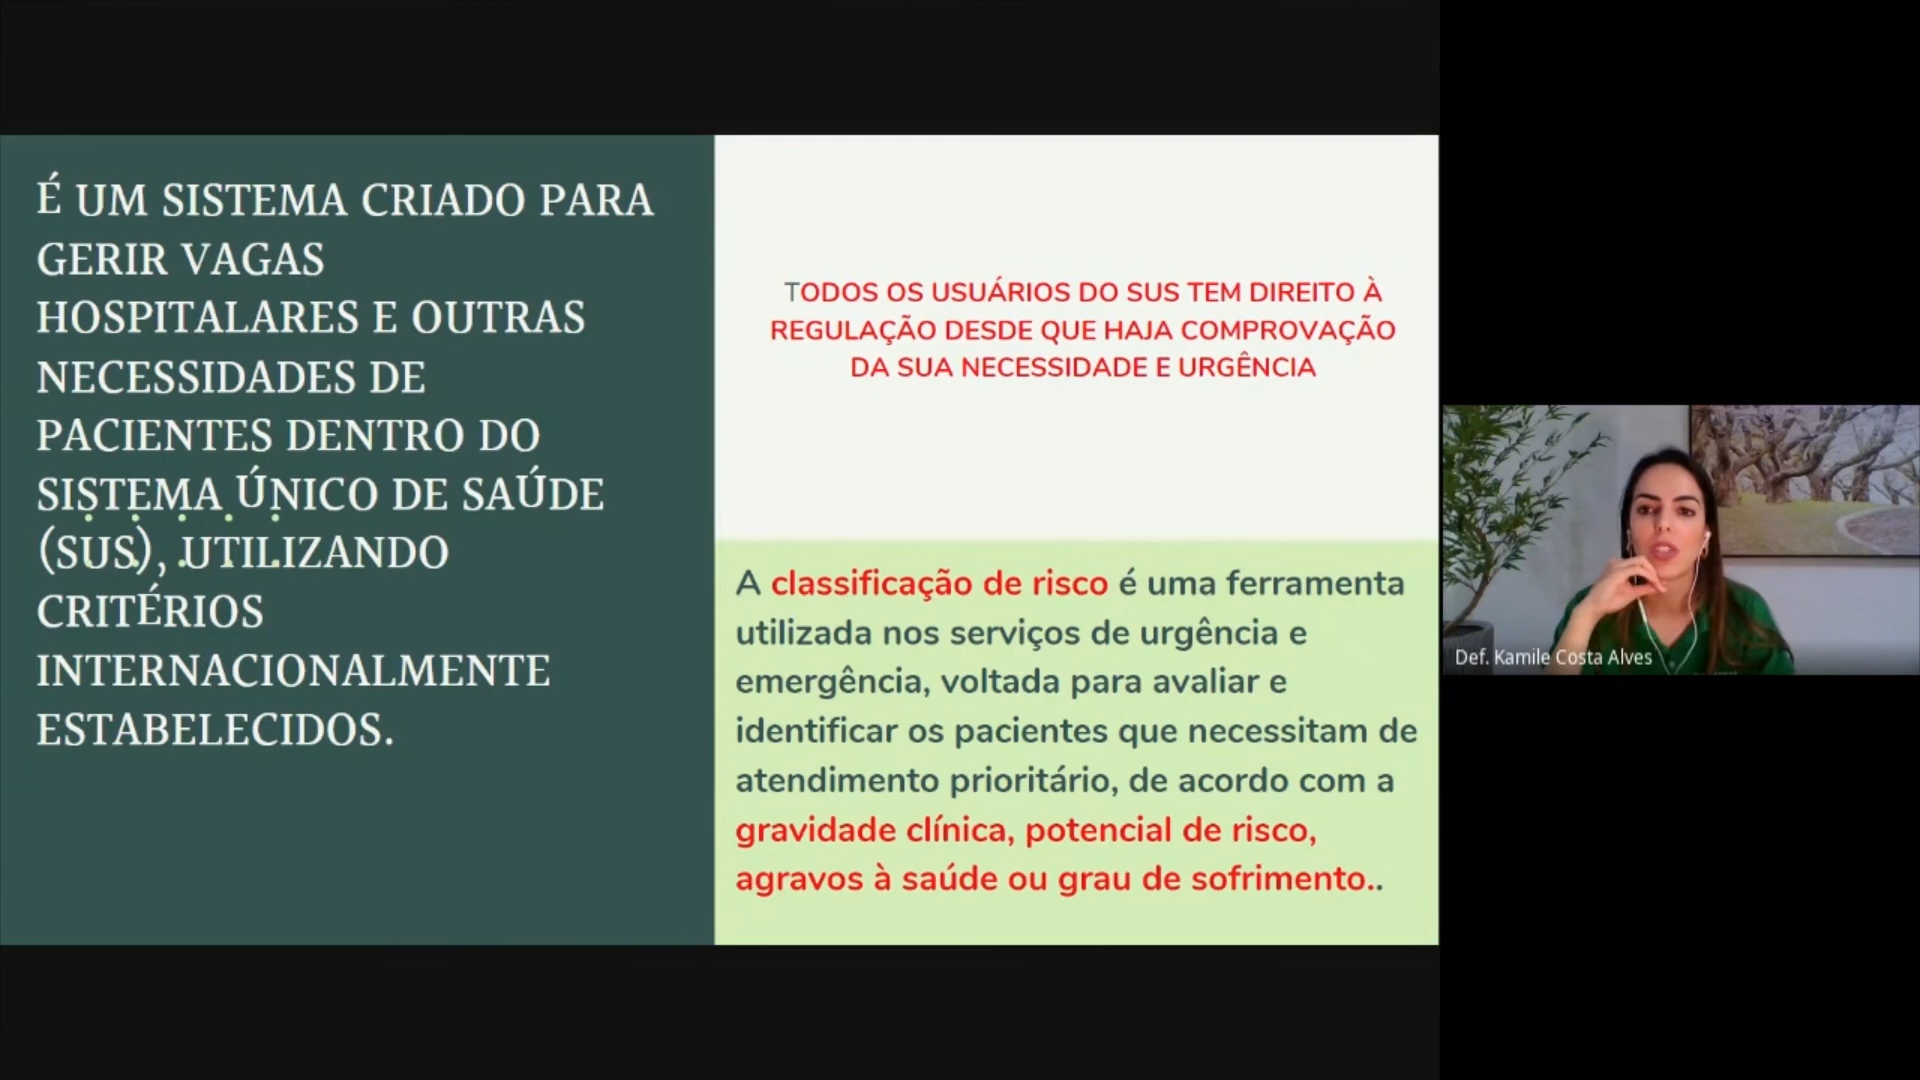 É UM SISTEMA CRIADO PARA
GERIR VAGAS
HOSPITALARES E OUTRAS
NECESSIDADES DE
PACIENTES DENTRO DO
SISTEMA ÚNICO DE SAÚDE
(SUS), UTILIZANDO
CRITÉRIOS
INTERNACIONALMENTE
ESTABELECIDOS.
TODOS OS USUÁRIOS DO SUS TEM DIREITO À
REGULAÇÃO DESDE QUE HAJA COMPROVAÇÃO
DA SUA NECESSIDADE E URGÊNCIA
A classificação de risco é uma ferramenta
utilizada nos serviços de urgência e
emergência, voltada para avaliar e
identificar os pacientes que necessitam de
atendimento prioritário, de acordo com a
gravidade clínica, potencial de risco,
agravos à saúde ou grau de sofrimento..
Def. Kamile Costa Alves